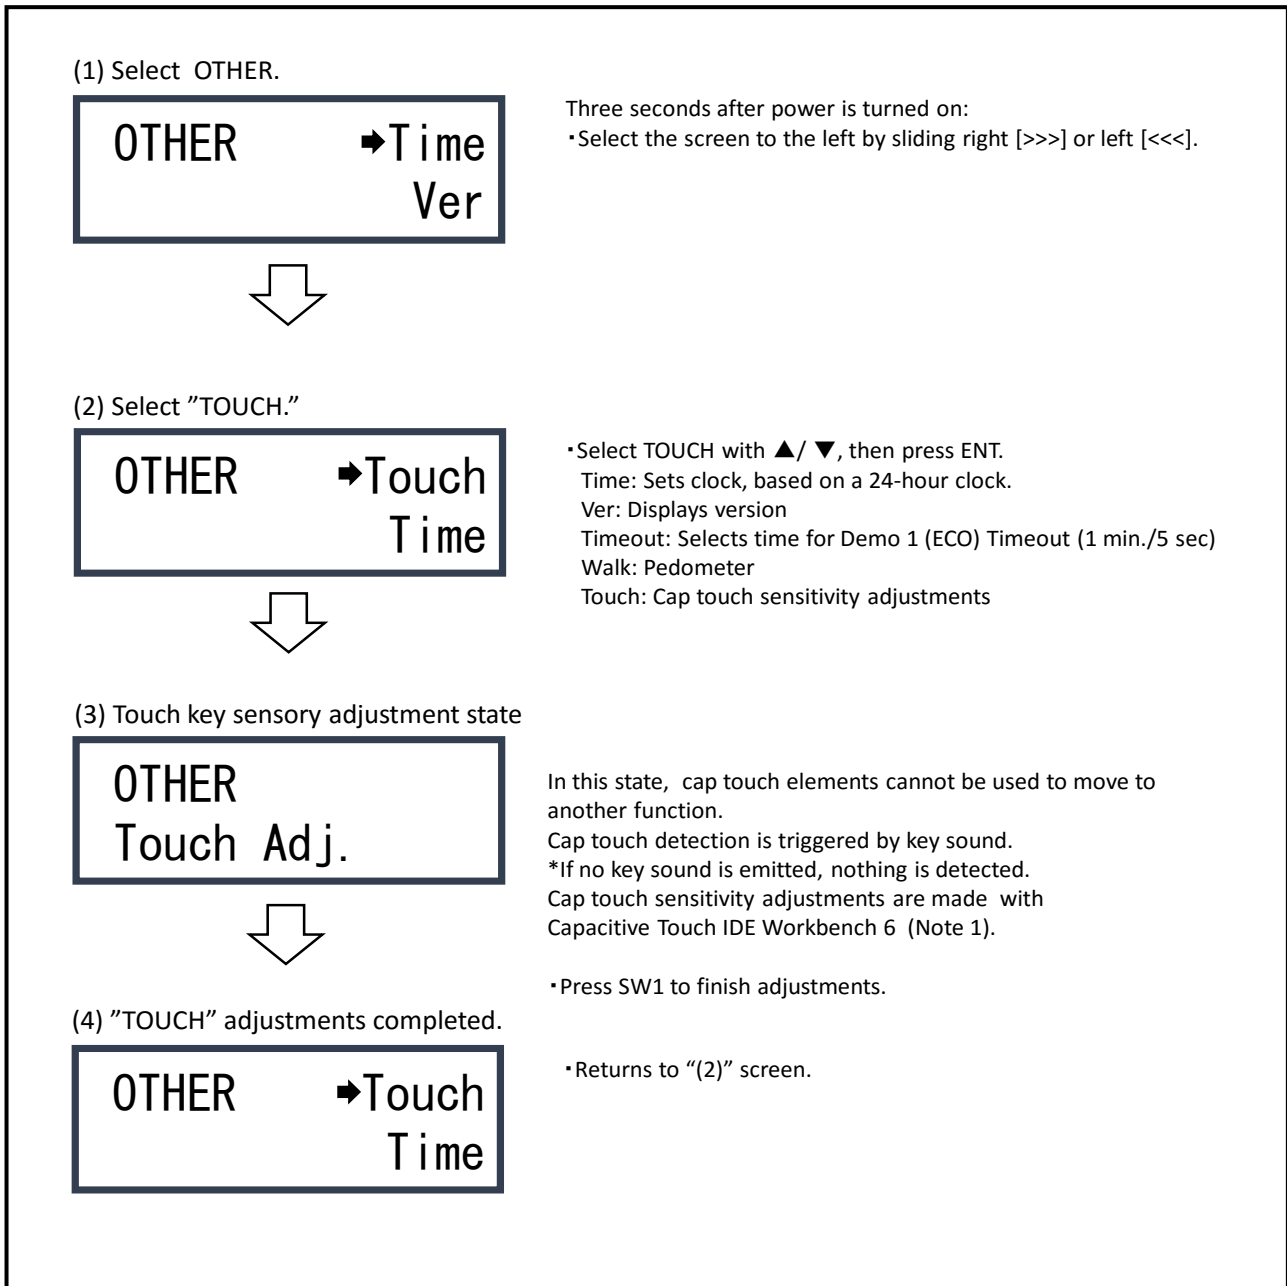 (1) Select OTHER.
OTHER ➡Time
Ver
Three seconds after power is turned on:
・Select the screen to the left by sliding right [>>>] or left [<<<].
(2) Select ”TOUCH.”
OTHER ➡Touch
Time
・Select TOUCH with ▲/ ▼, then press ENT.
Time: Sets clock, based on a 24-hour clock.
Ver: Displays version
Timeout: Selects time for Demo 1 (ECO) Timeout (1 min./5 sec)
Walk: Pedometer
Touch: Cap touch sensitivity adjustments
(3) Touch key sensory adjustment state
OTHER
Touch Adj.
In this state, cap touch elements cannot be used to move to
another function.
Cap touch detection is triggered by key sound.
*If no key sound is emitted, nothing is detected.
Cap touch sensitivity adjustments are made with
Capacitive Touch IDE Workbench 6 (Note 1).
・Press SW1 to finish adjustments.
(4) ”TOUCH” adjustments completed.
OTHER ➡Touch
Time
・Returns to “(2)” screen.